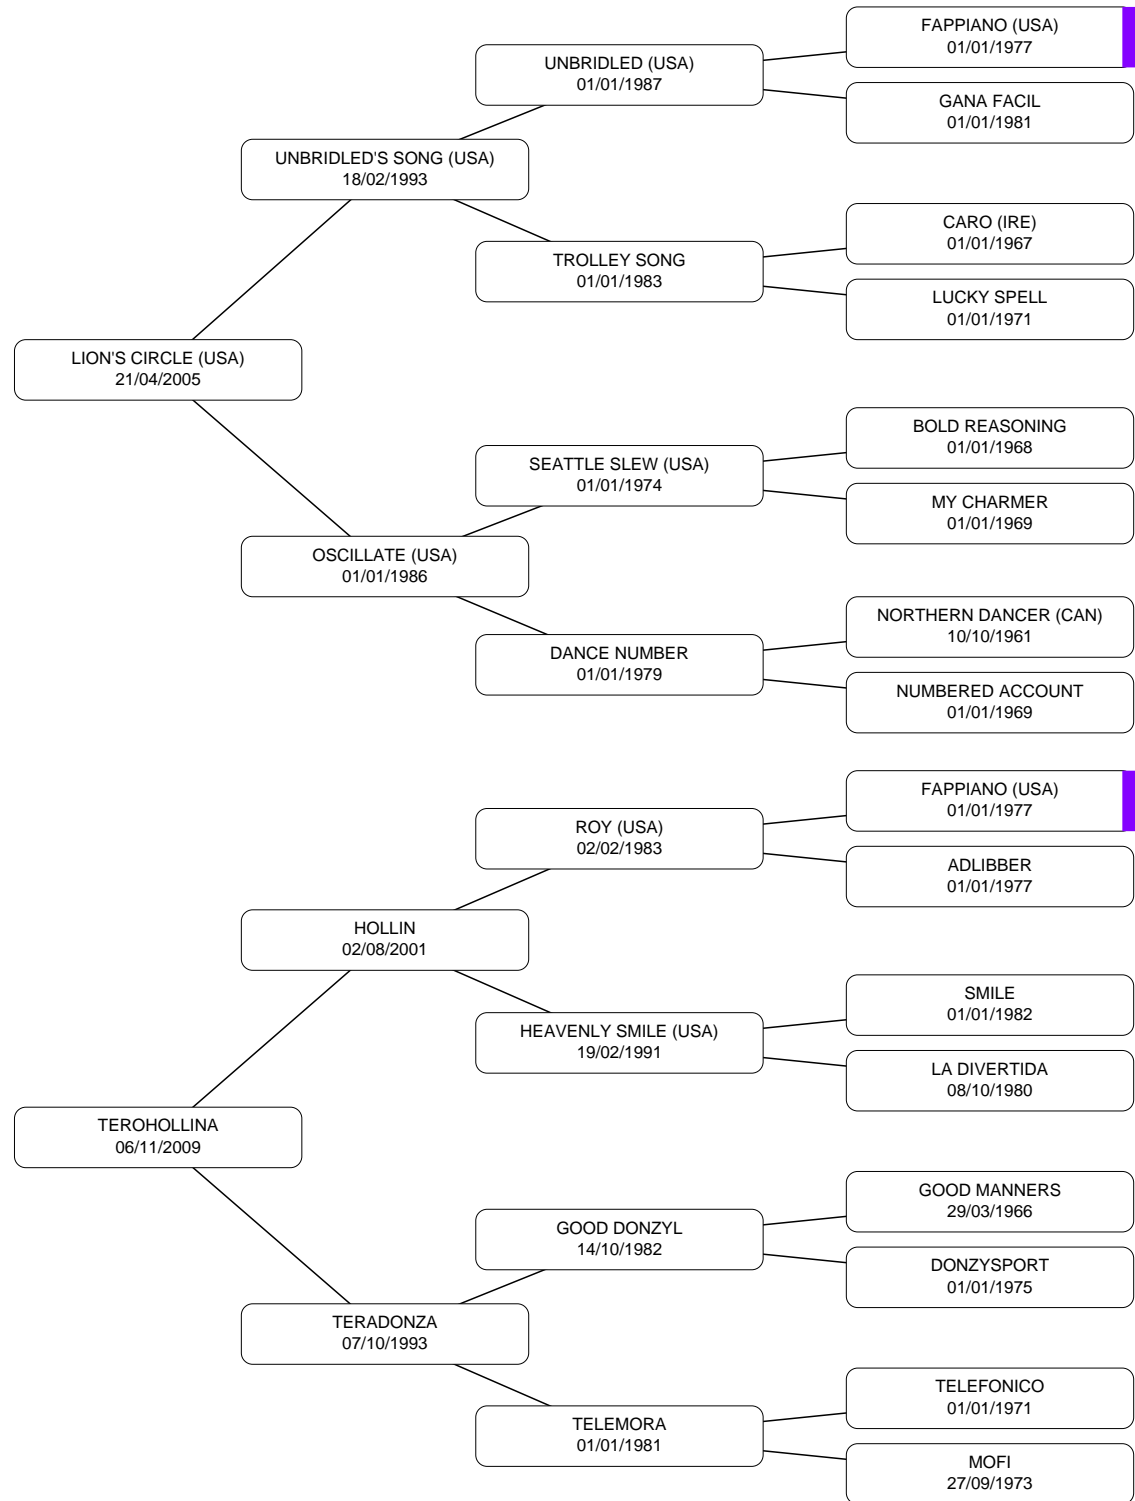 FAPPIANO (USA)
01/01/1977
UNBRIDLED (USA)
01/01/1987
GANA FACIL
01/01/1981
UNBRIDLED'S SONG (USA)
18/02/1993
CARO (IRE)
01/01/1967
TROLLEY SONG
01/01/1983
LUCKY SPELL
01/01/1971
LION'S CIRCLE (USA)
21/04/2005
BOLD REASONING
01/01/1968
SEATTLE SLEW (USA)
01/01/1974
MY CHARMER
01/01/1969
OSCILLATE (USA)
01/01/1986
NORTHERN DANCER (CAN)
10/10/1961
DANCE NUMBER
01/01/1979
NUMBERED ACCOUNT
01/01/1969
FAPPIANO (USA)
01/01/1977
ROY (USA)
02/02/1983
ADLIBBER
01/01/1977
HOLLIN
02/08/2001
SMILE
01/01/1982
HEAVENLY SMILE (USA)
19/02/1991
LA DIVERTIDA
08/10/1980
TEROHOLLINA
06/11/2009
GOOD MANNERS
29/03/1966
GOOD DONZYL
14/10/1982
DONZYSPORT
01/01/1975
TERADONZA
07/10/1993
TELEFONICO
01/01/1971
TELEMORA
01/01/1981
MOFI
27/09/1973